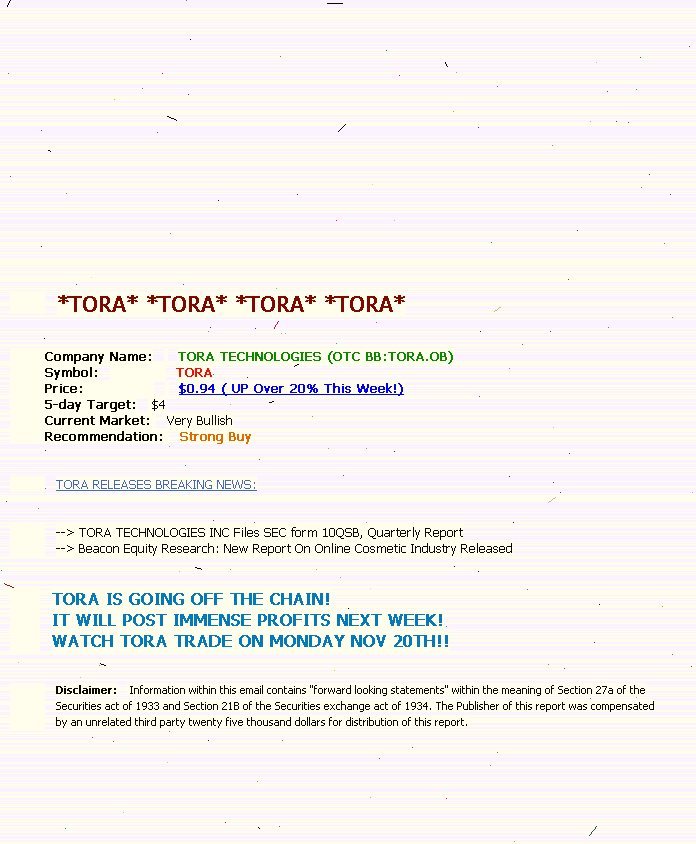 *TORA* *TORA* *TORA* *TORA*
Company Name: TORA TECHNOLOGIES (OTC BB:TORA.OB)
Symbol: TORA
Price: $0.94 ( UP Over 20% This Week!)
5-day Target: $4
Current Market: Very Bullish
Recommendation: Strong Buy
TORA RELEASES BREAKING NEWS:
--> TORA TECHNOLOGIES INC Files SEC form 10QSB, Quarterly Report
--> Beacon Equity Research: New Report On Online Cosmetic Industry Released
TORA IS GOING OFF THE CHAIN!
IT WILL POST IMMENSE PROFITS NEXT WEEK!
WATCH TORA TRADE ON MONDAY NOV 20TH!!
Disclaimer: Information within this email contains "forward looking statements" within the meaning of Section 27a of the
Securities act of 1933 and Section 21B of the Securities exchange act of 1934. The Publisher of this report was compensated
by an unrelated third party twenty five thousand dollars for distribution of this report.